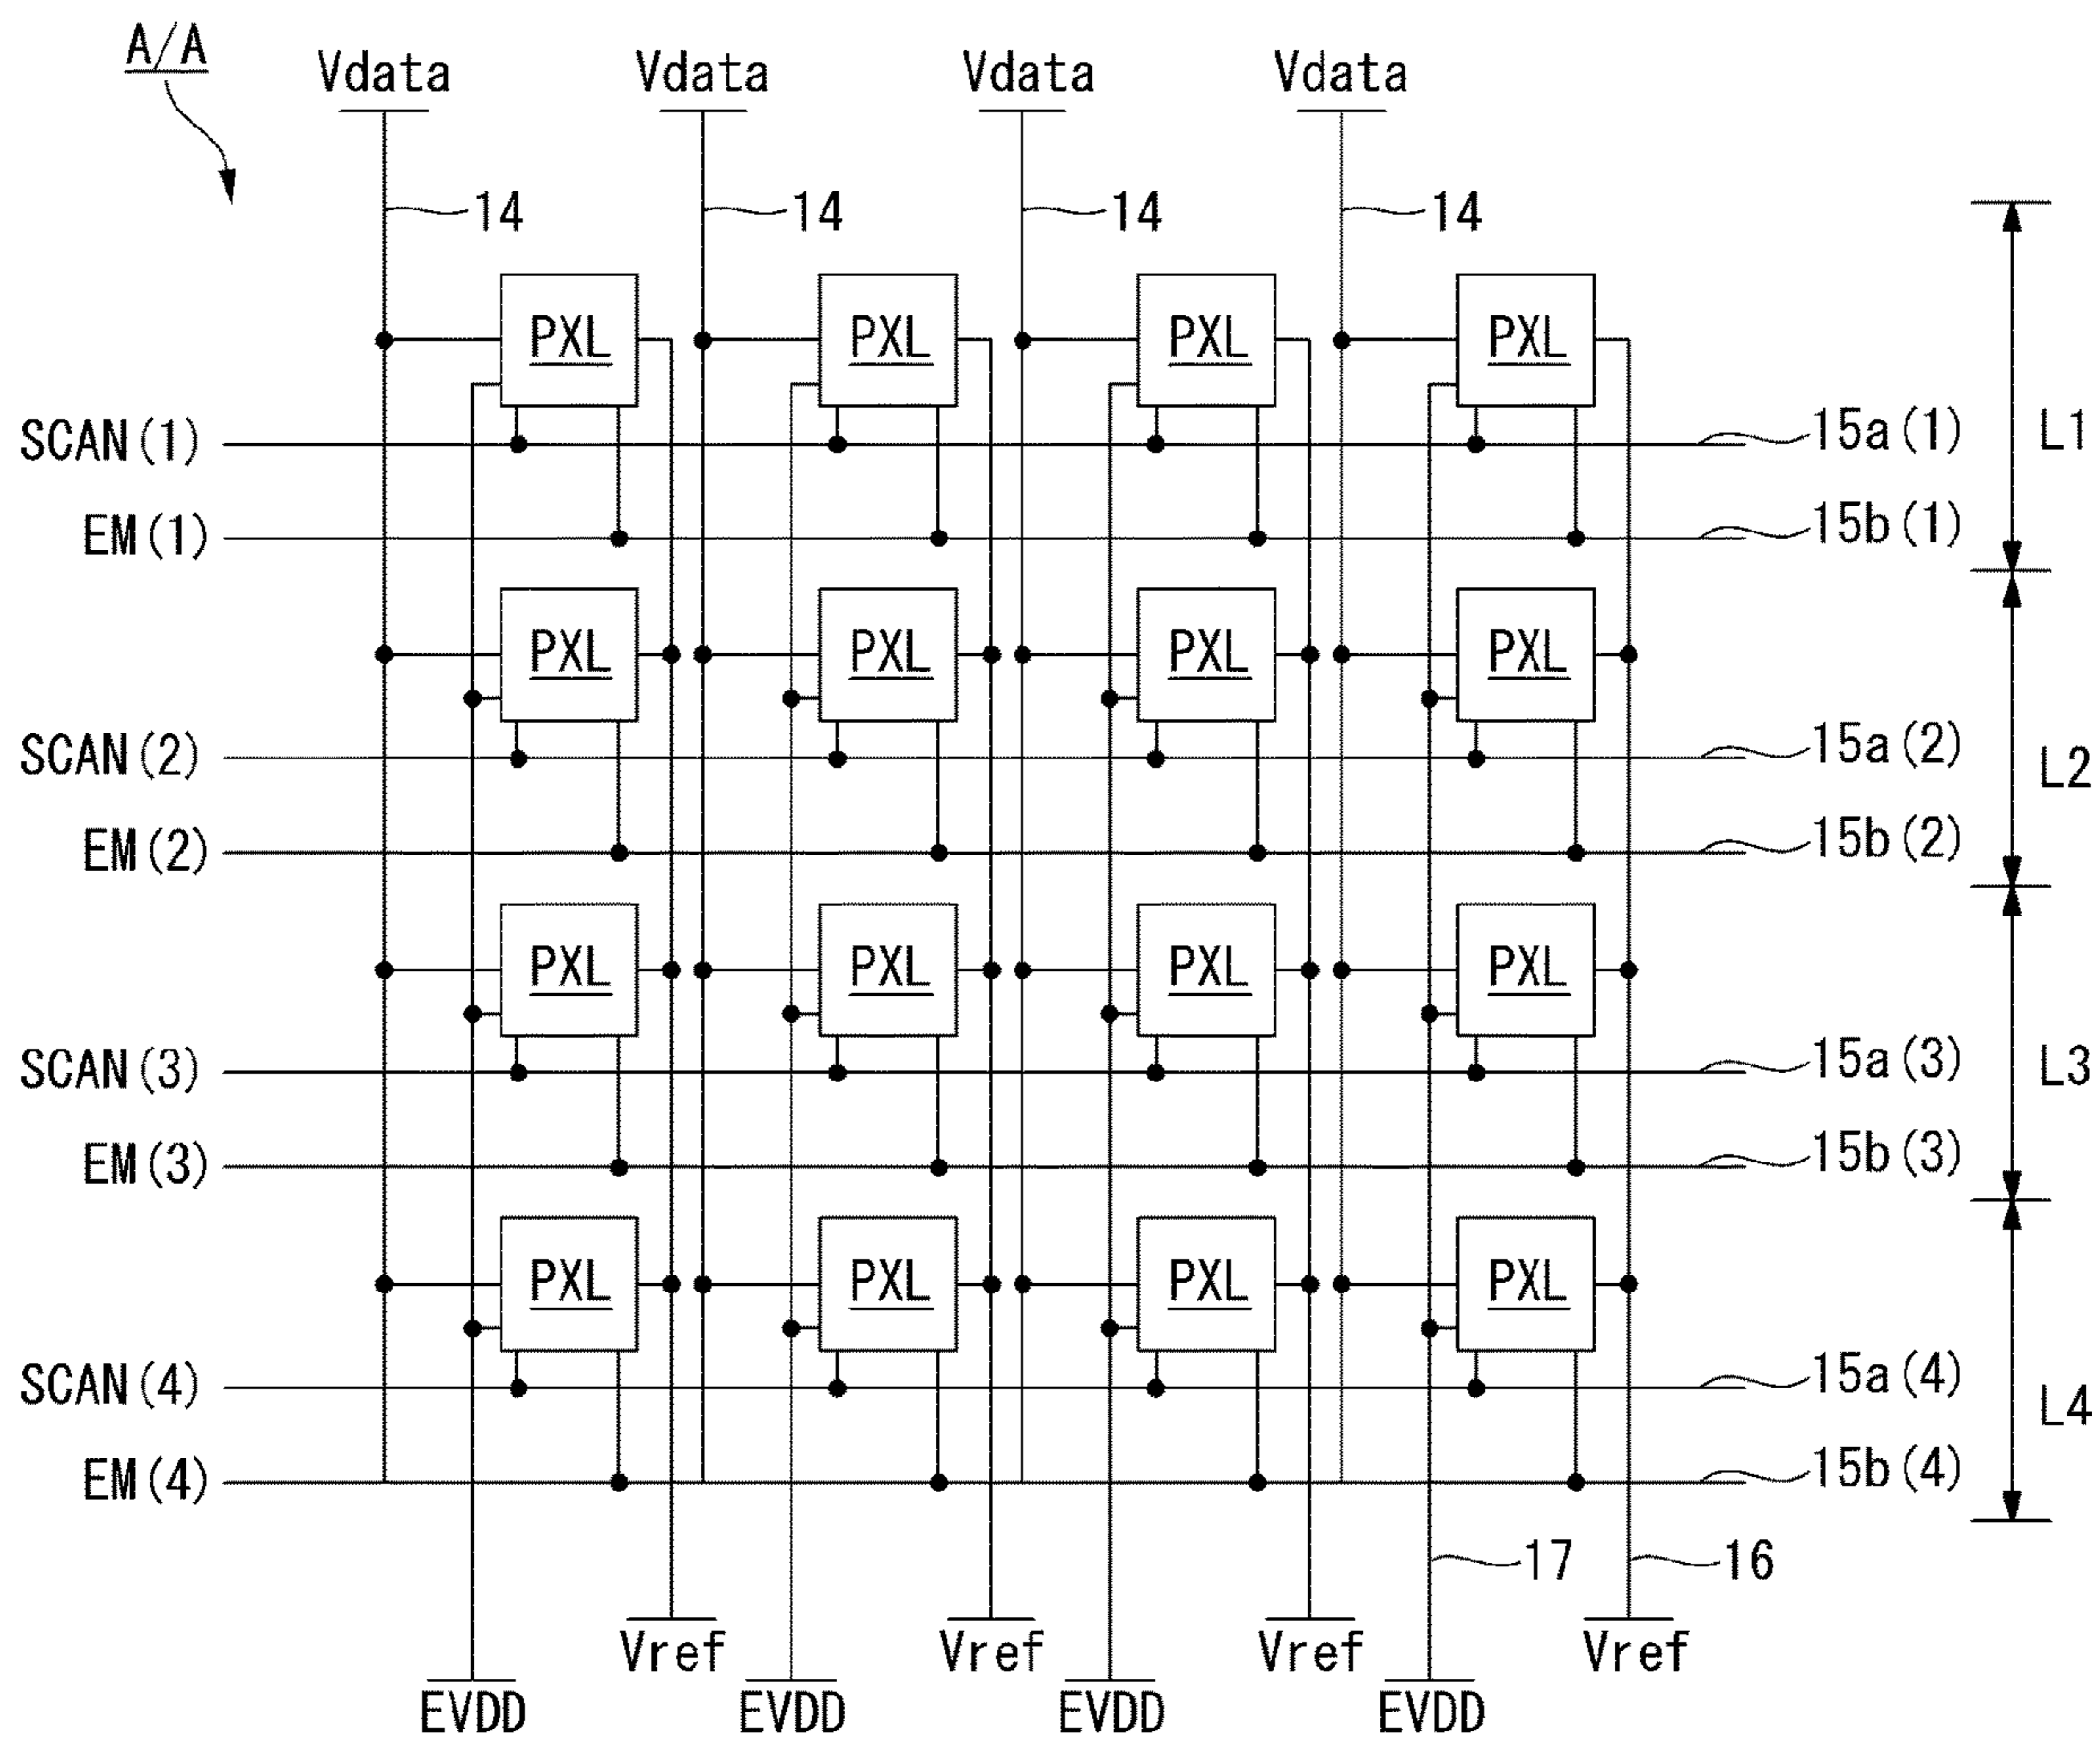 A/A
Vdata Vdata Vdata Vdata
14 14 14 14
PXL PXL PXL PXL
SCAN(1) 15a(1)
L1
EM(1) 15b(1)
PXL PXL PXL PXL
SCAN(2) 15a(2)
L2
EM(2) 15b(2)
PXL PXL PXL PXL
SCAN(3) 15a(3)
L3
EM(3) 15b(3)
PXL PXL PXL PXL
SCAN(4) 15a(4)
L4
EM(4) 15b(4)
17 16
Vref Vref Vref Vref
EVDD EVDD EVDD EVDD